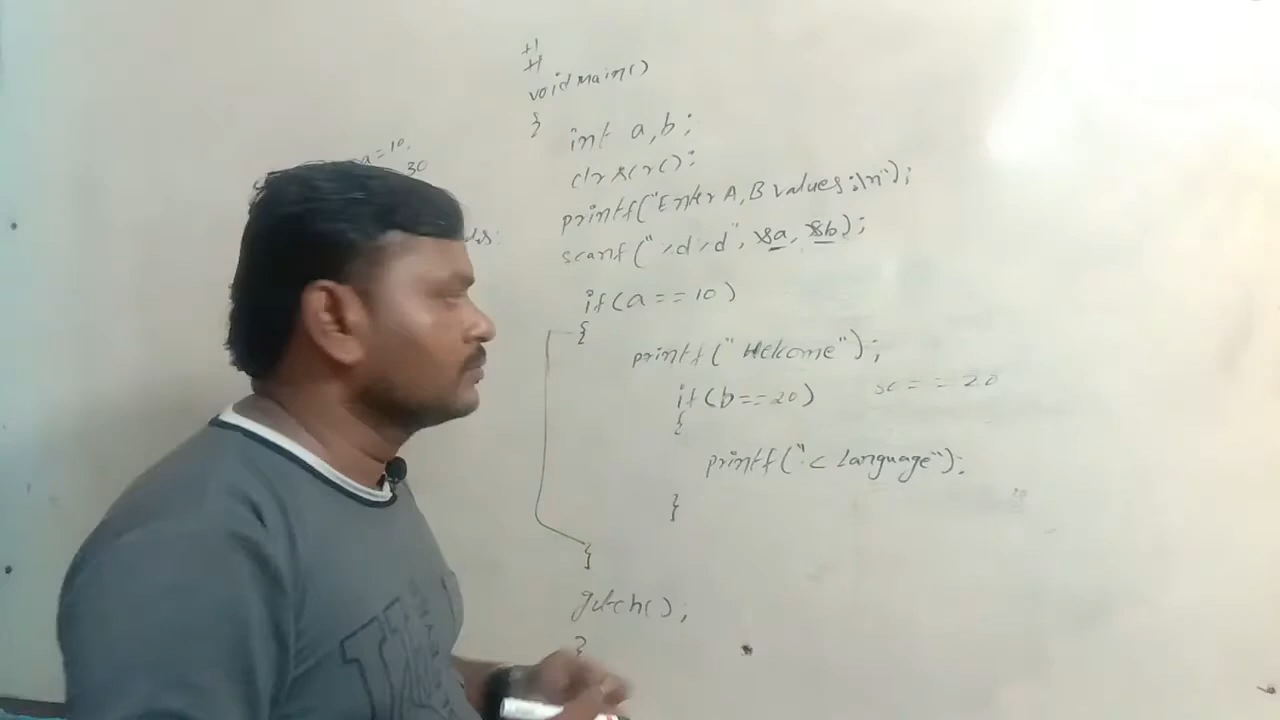 a=10,
30
void main()
{
int a,b;
clrscr();
printf("Enter A,B values:\n");
scanf("%d%d", &a, &b);
if(a==10)
{
printf("Welcome");
if(b==20) x==20
{
printf("C Language");
}
}
getch();
}